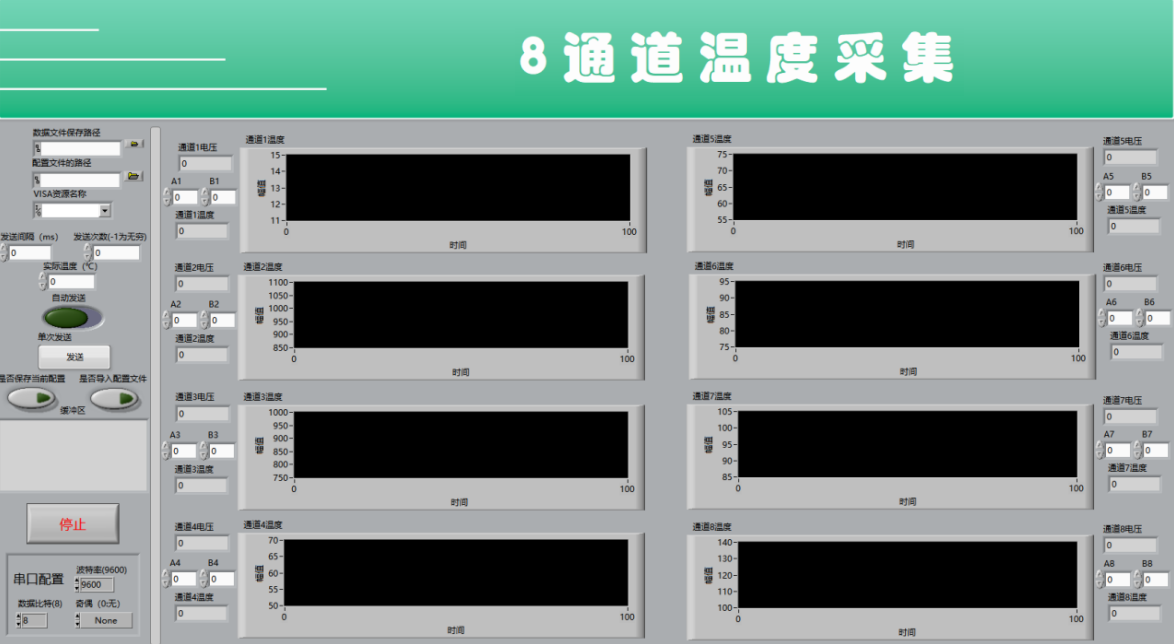 8通道温度采集
数据文件保存路径
配置文件的路径
VISA资源名称
发送间隔（ms） 发送次数(-1为无穷)
0 0
实际温度（℃）
0
自动发送
单次发送
发送
是否保存当前配置 是否导入配置文件
缓冲区
停止
串口配置
波特率(9600)
9600
数据比特(8) 奇偶（0:无）
8 None
通道1电压
0
A1 B1
0 0
通道1温度
0
通道1温度
15
14
13
12
11
幅值
0 100
时间
通道2电压
0
A2 B2
0 0
通道2温度
0
通道2温度
1100
1050
1000
950
900
850
幅值
0 100
时间
通道3电压
0
A3 B3
0 0
通道3温度
0
通道3温度
1000
950
900
850
800
750
幅值
0 100
时间
通道4电压
0
A4 B4
0 0
通道4温度
0
通道4温度
70
65
60
55
50
幅值
0 100
时间
通道5温度
75
70
65
60
55
幅值
0 100
时间
通道5电压
0
A5 B5
0 0
通道5温度
0
通道6温度
95
90
85
80
75
幅值
0 100
时间
通道6电压
0
A6 B6
0 0
通道6温度
0
通道7温度
105
100
95
90
85
幅值
0 100
时间
通道7电压
0
A7 B7
0 0
通道7温度
0
通道8温度
140
130
120
110
100
幅值
0 100
时间
通道8电压
0
A8 B8
0 0
通道8温度
0